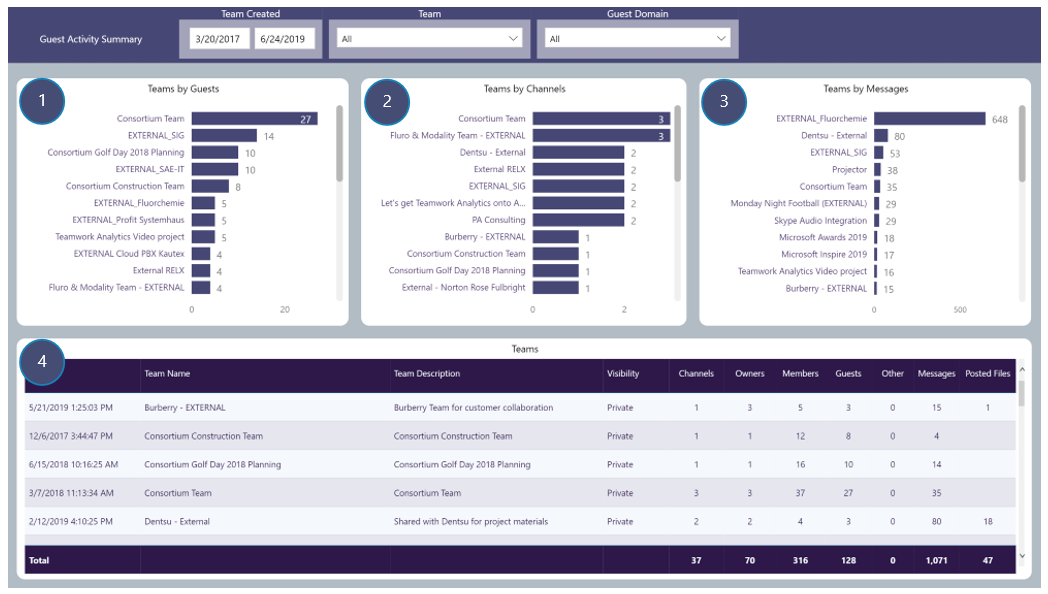 Team Created Team Guest Domain
Guest Activity Summary 3/20/2017 6/24/2019 All All
1 Teams by Guests
Consortium Team 27
EXTERNAL_SIG 14
Consortium Golf Day 2018 Planning 10
EXTERNAL_SAE-IT 10
Consortium Construction Team 8
EXTERNAL_Fluorchemie 5
EXTERNAL_Profit Systemhaus 5
Teamwork Analytics Video project 5
EXTERNAL Cloud PBX Kautex 4
External RELX 4
Fluro & Modality Team - EXTERNAL 4
0 20
2 Teams by Channels
Consortium Team 3
Fluro & Modality Team - EXTERNAL 3
Dentsu - External 2
External RELX 2
EXTERNAL_SIG 2
Let's get Teamwork Analytics onto A... 2
PA Consulting 2
Burberry - EXTERNAL 1
Consortium Construction Team 1
Consortium Golf Day 2018 Planning 1
External - Norton Rose Fulbright 1
0 2
3 Teams by Messages
EXTERNAL_Fluorchemie 648
Dentsu - External 80
EXTERNAL_SIG 53
Projector 38
Consortium Team 35
Monday Night Football (EXTERNAL) 29
Skype Audio Integration 29
Microsoft Awards 2019 18
Microsoft Inspire 2019 17
Teamwork Analytics Video project 16
Burberry - EXTERNAL 15
0 500
4 Teams
Team Name Team Description Visibility Channels Owners Members Guests Other Messages Posted Files
5/21/2019 1:25:03 PM Burberry - EXTERNAL Burberry Team for customer collaboration Private 1 3 5 3 0 15 1
12/6/2017 3:44:47 PM Consortium Construction Team Consortium Construction Team Private 1 1 12 8 0 4
6/15/2018 10:16:25 AM Consortium Golf Day 2018 Planning Consortium Golf Day 2018 Planning Private 1 1 16 10 0 14
3/7/2018 11:13:34 AM Consortium Team Consortium Team Private 3 3 37 27 0 35
2/12/2019 4:10:25 PM Dentsu - External Shared with Dentsu for project materials Private 2 2 4 3 0 80 18
Total 37 70 316 128 0 1,071 47